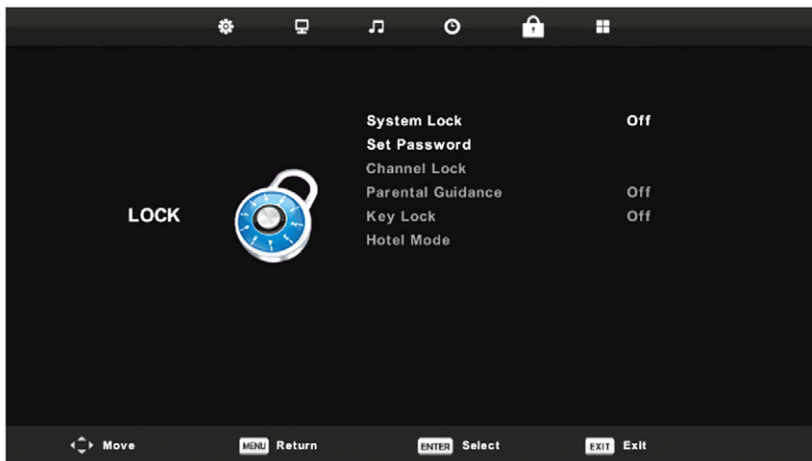 System Lock Off
Set Password
Channel Lock
Parental Guidance Off
Key Lock Off
Hotel Mode
LOCK
Move MENU Return ENTER Select EXIT Exit